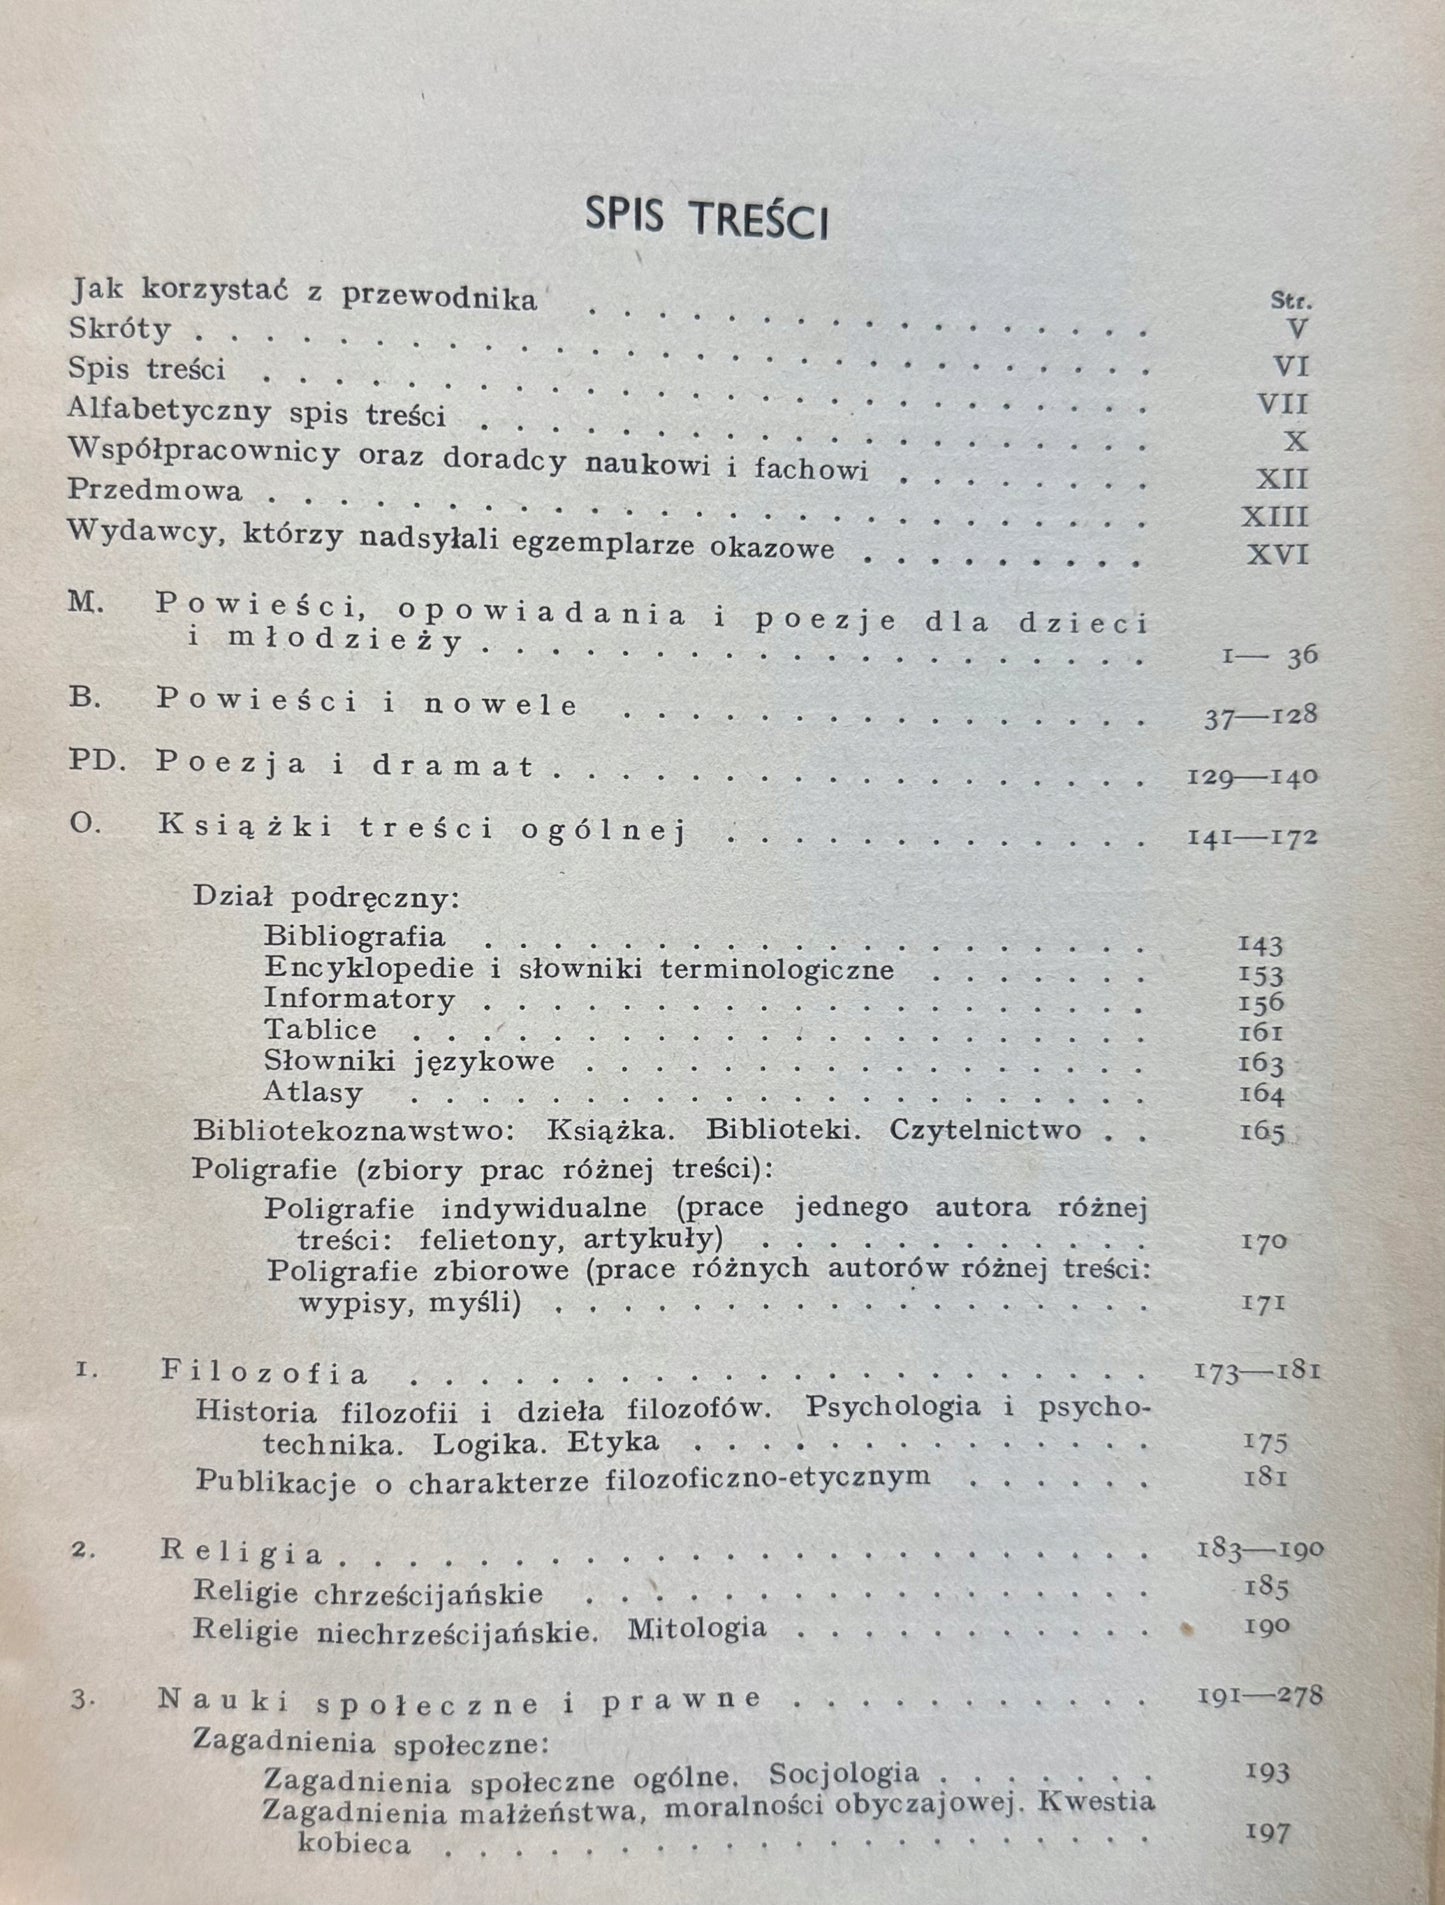 SPIS TREŚCI
Str.
Jak korzystać z przewodnika . . . . . . . . . . . . . . . . V
Skróty . . . . . . . . . . . . . . . . . . . . . . . . . . . VI
Spis treści . . . . . . . . . . . . . . . . . . . . . . . . . VII
Alfabetyczny spis treści . . . . . . . . . . . . . . . . . . . X
Współpracownicy oraz doradcy naukowi i fachowi . . . . . . . . XII
Przedmowa . . . . . . . . . . . . . . . . . . . . . . . . . XIII
Wydawcy, którzy nadsyłali egzemplarze okazowe . . . . . . . . XVI
M. Powieści, opowiadania i poezje dla dzieci
i młodzieży . . . . . . . . . . . . . . . . . . . 1— 36
B. Powieści i nowele . . . . . . . . . . . . . . . 37—128
PD. Poezja i dramat . . . . . . . . . . . . . . . . . 129—140
O. Książki treści ogólnej . . . . . . . . . . . . . 141—172
Dział podręczny:
Bibliografia . . . . . . . . . . . . . . . . . . . 143
Encyklopedie i słowniki terminologiczne . . . . . . . 153
Informatory . . . . . . . . . . . . . . . . . . . 156
Tablice . . . . . . . . . . . . . . . . . . . . . 161
Słowniki językowe . . . . . . . . . . . . . . . . 163
Atlasy . . . . . . . . . . . . . . . . . . . . . 164
Bibliotekoznawstwo: Książka. Biblioteki. Czytelnictwo . . 165
Poligrafie (zbiory prac różnej treści):
Poligrafie indywidualne (prace jednego autora różnej
treści: felietony, artykuły) . . . . . . . . . . . . 170
Poligrafie zbiorowe (prace różnych autorów różnej treści:
wypisy, myśli) . . . . . . . . . . . . . . . . . 171
1. Filozofia . . . . . . . . . . . . . . . . . . . . . 173—181
Historia filozofii i dzieła filozofów. Psychologia i psycho-
technika. Logika. Etyka . . . . . . . . . . . . . . 175
Publikacje o charakterze filozoficzno-etycznym . . . . . . 181
2. Religia . . . . . . . . . . . . . . . . . . . . . . . 183—190
Religie chrześcijańskie . . . . . . . . . . . . . . . . 185
Religie niechrześcijańskie. Mitologia . . . . . . . . . . . 190
3. Nauki społeczne i prawne . . . . . . . . . . . 191—278
Zagadnienia społeczne:
Zagadnienia społeczne ogólne. Socjologia . . . . . . . 193
Zagadnienia małżeństwa, moralności obyczajowej. Kwestia
kobieca . . . . . . . . . . . . . . . . . . . . . 197